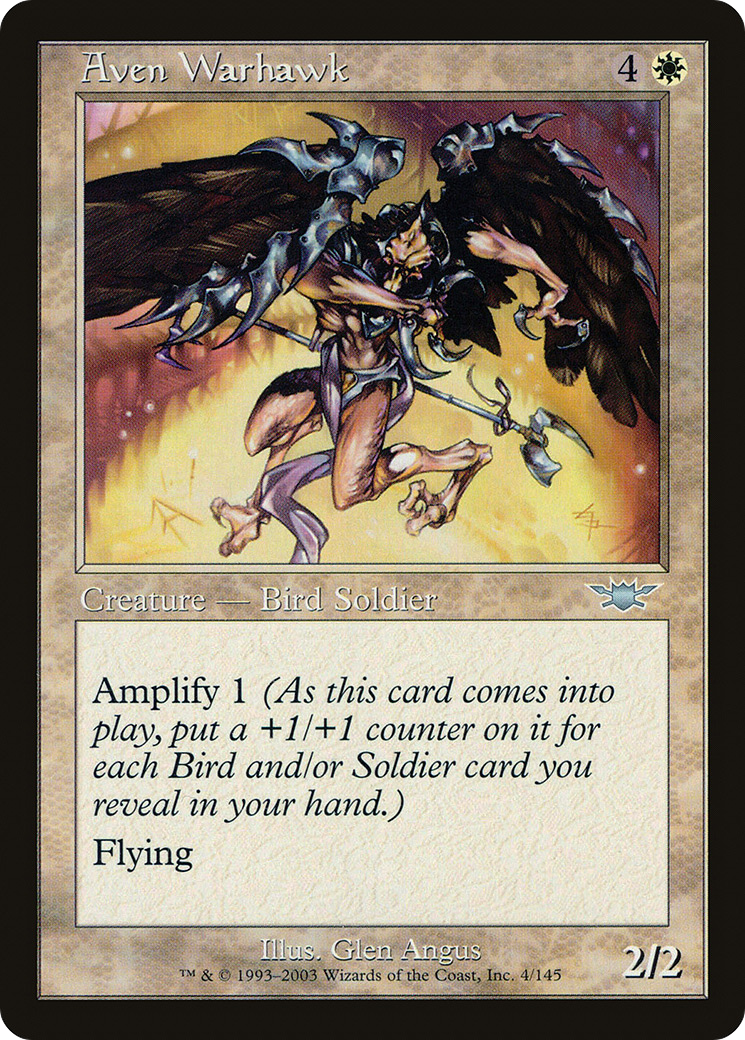 Aven Warhawk 4
Creature — Bird Soldier
Amplify 1 (As this card comes into
play, put a +1/+1 counter on it for
each Bird and/or Soldier card you
reveal in your hand.)
Flying
Illus. Glen Angus
™ & © 1993–2003 Wizards of the Coast, Inc. 4/145
2/2